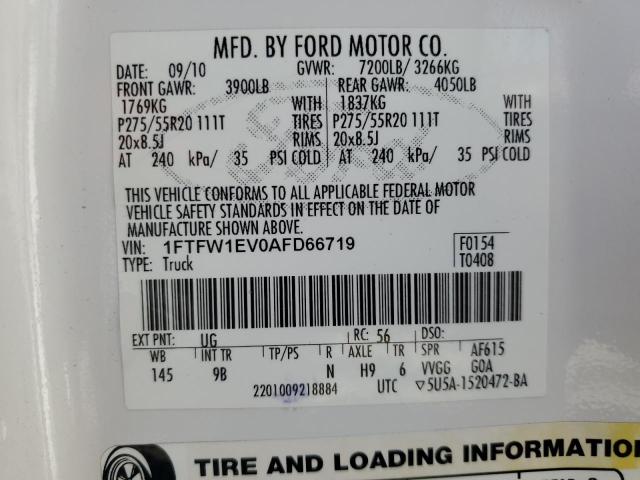 MFD. BY FORD MOTOR CO.
DATE: 09/10 GVWR: 7200LB/ 3266KG
FRONT GAWR: 3900LB REAR GAWR: 4050LB
1769KG WITH 1837KG WITH
P275/55R20 111T TIRES P275/55R20 111T TIRES
20x8.5J RIMS 20x8.5J RIMS
AT 240 kPa/ 35 PSI COLD AT 240 kPa/ 35 PSI COLD
THIS VEHICLE CONFORMS TO ALL APPLICABLE FEDERAL MOTOR
VEHICLE SAFETY STANDARDS IN EFFECT ON THE DATE OF
MANUFACTURE SHOWN ABOVE.
VIN: 1FTFW1EV0AFD66719 F0154
TYPE: Truck T0408
EXT PNT: UG RC: 56 DSO:
WB INT TR TP/PS R AXLE TR SPR AF615
145 9B N H9 6 VVGG GOA
2201009218884 UTC ▽5U5A-1520472-BA
TIRE AND LOADING INFORMATION